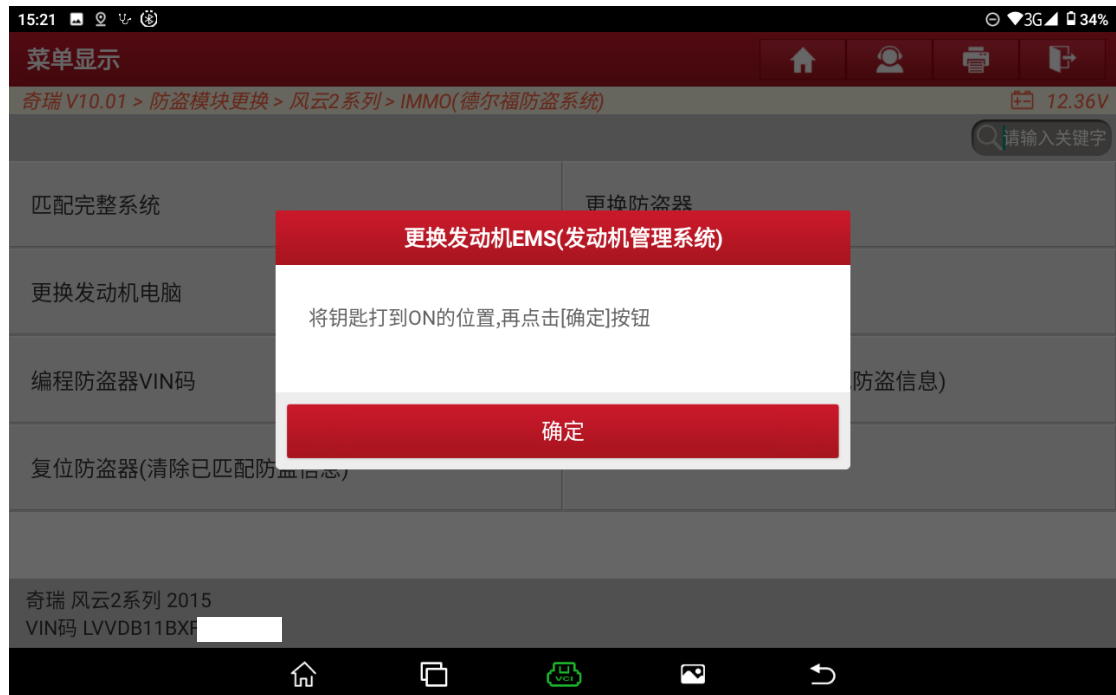 15:21
3G 34%
菜单显示
奇瑞 V10.01 > 防盗模块更换 > 风云2系列 > IMMO(德尔福防盗系统)
12.36V
请输入关键字
匹配完整系统
更换防盗器
更换发动机EMS(发动机管理系统)
更换发动机电脑
将钥匙打到ON的位置,再点击[确定]按钮
编程防盗器VIN码
防盗信息)
确定
复位防盗器(清除已匹配防盗信息)
奇瑞 风云2系列 2015
VIN码 LVVDB11BXF
VCI